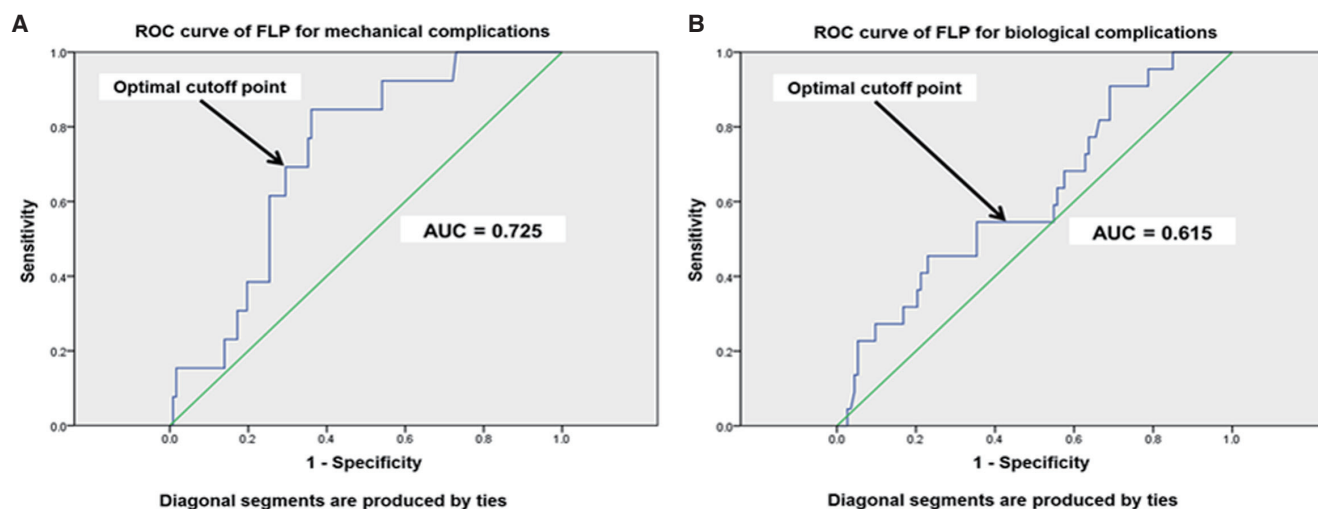 A
ROC curve of FLP for mechanical complications
1.0
0.8
0.6
0.4
0.2
0.0
Sensitivity
Optimal cutoff point
AUC = 0.725
0.0 0.2 0.4 0.6 0.8 1.0
1 - Specificity
Diagonal segments are produced by ties
B
ROC curve of FLP for biological complications
1.0
0.8
0.6
0.4
0.2
0.0
Sensitivity
Optimal cutoff point
AUC = 0.615
0.0 0.2 0.4 0.6 0.8 1.0
1 - Specificity
Diagonal segments are produced by ties